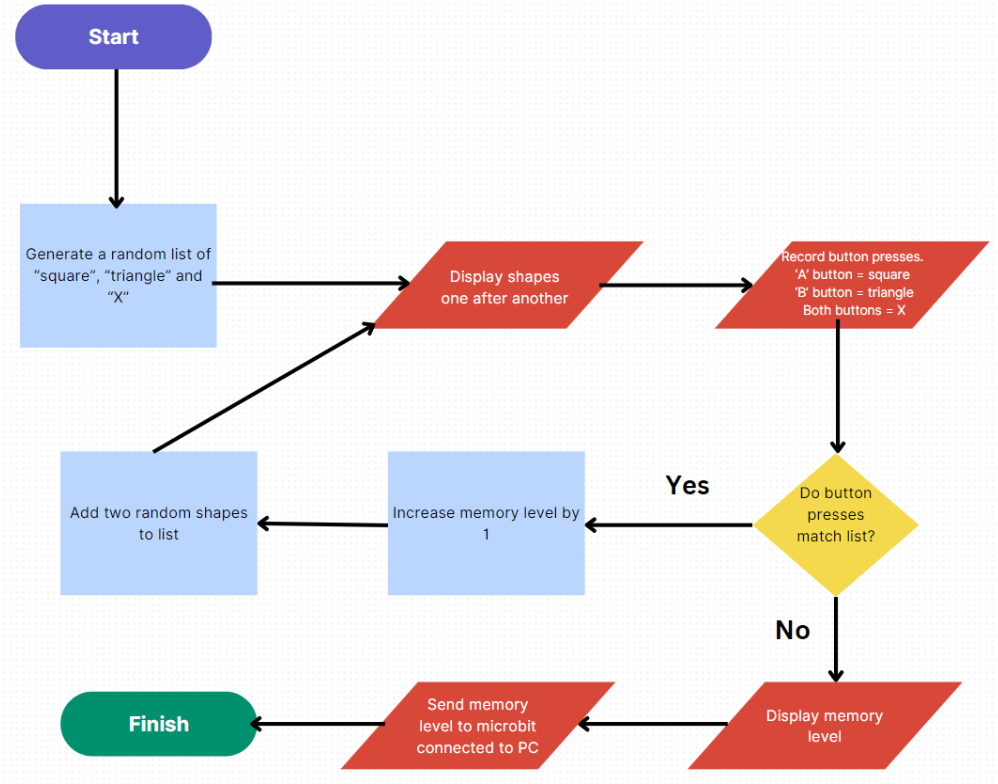 Start
Generate a random list of
“square”, “triangle” and
“X”
Display shapes
one after another
Record button presses.
‘A’ button = square
‘B’ button = triangle
Both buttons = X
Do button
presses
match list?
Yes
Increase memory level by
1
Add two random shapes
to list
No
Display memory
level
Send memory
level to microbit
connected to PC
Finish